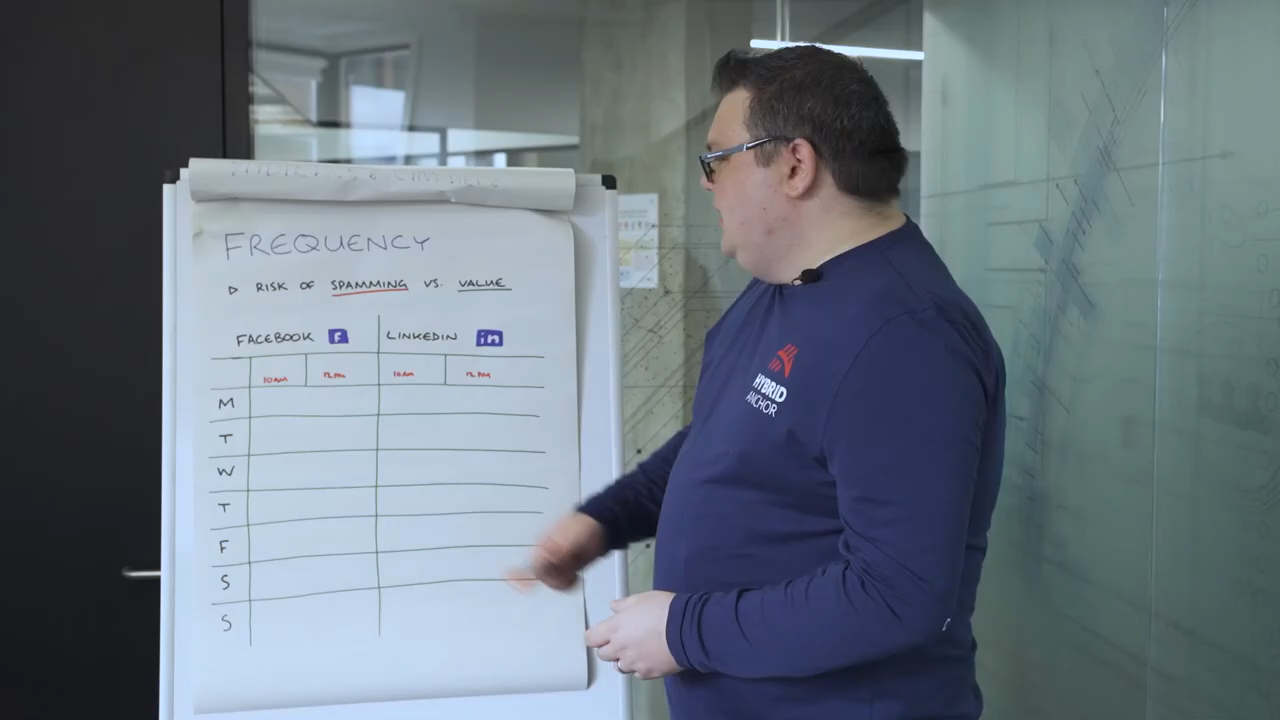 FREQUENCY
▷ RISK OF SPAMMING VS. VALUE
FACEBOOK f LINKEDIN in
10AM 12PM 10AM 12PM
M
T
W
T
F
S
S
HYBRID
ANCHOR